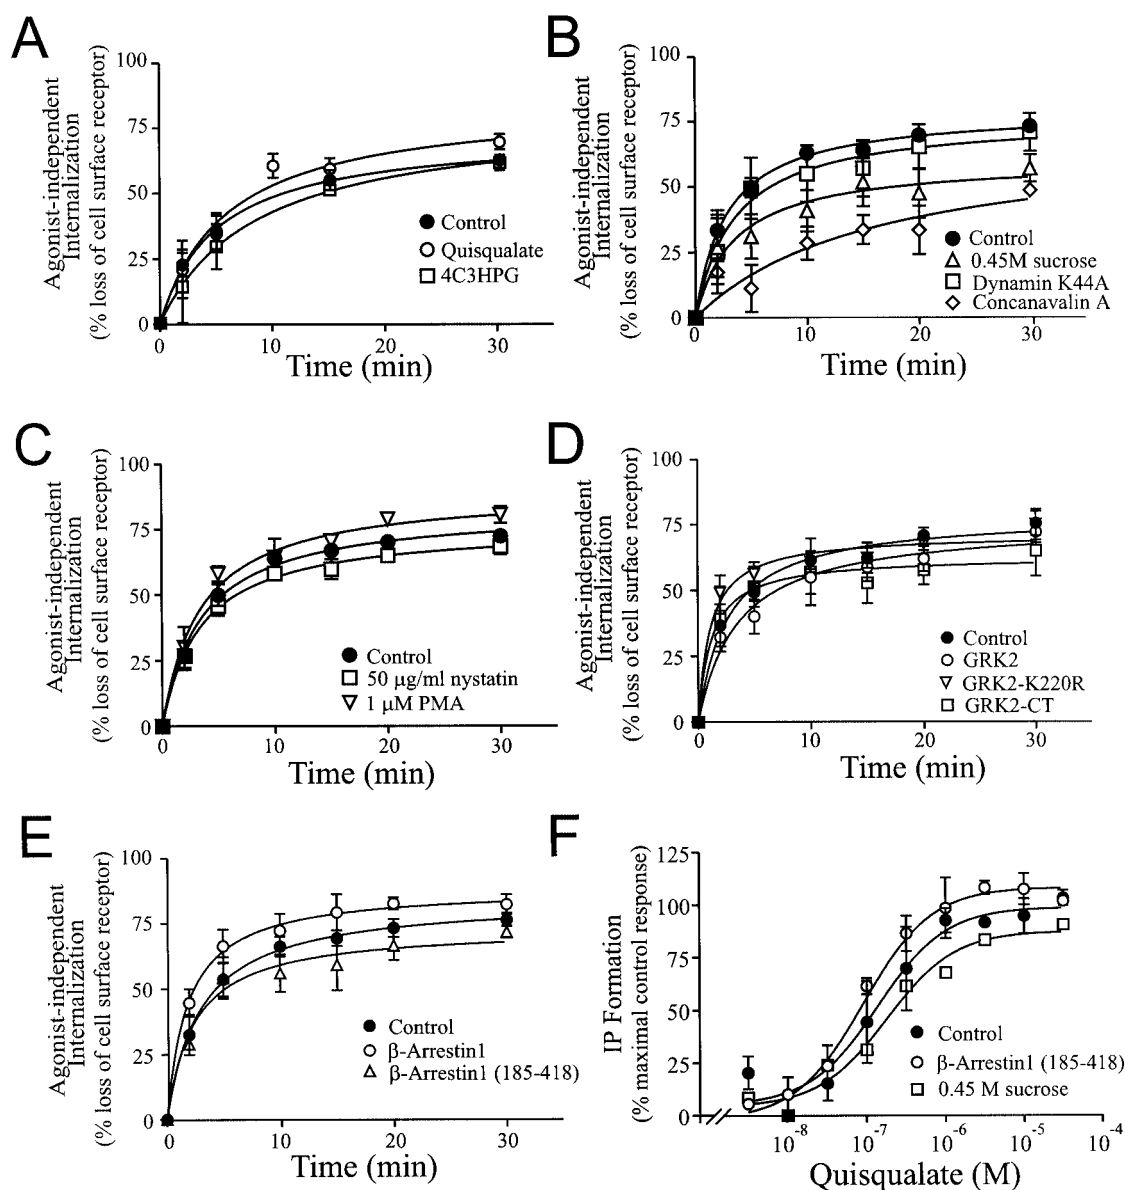 A
Agonist-independent
Internalization
(% loss of cell surface receptor)
100
75
50
25
0
Control
Quisqualate
4C3HPG
0
10
20
30
Time (min)
B
Agonist-independent
Internalization
(% loss of cell surface receptor)
100
75
50
25
0
Control
0.45M sucrose
Dynamin K44A
Concanavalin A
0
10
20
30
Time (min)
C
Agonist-independent
Internalization
(% loss of cell surface receptor)
100
75
50
25
0
Control
50 µg/ml nystatin
1 µM PMA
0
10
20
30
Time (min)
D
Agonist-independent
Internalization
(% loss of cell surface receptor)
100
75
50
25
0
Control
GRK2
GRK2-K220R
GRK2-CT
0
10
20
30
Time (min)
E
Agonist-independent
Internalization
(% loss of cell surface receptor)
100
75
50
25
0
Control
β-Arrestin1
β-Arrestin1 (185-418)
0
10
20
30
Time (min)
F
IP Formation
(% maximal control response)
125
100
75
50
25
0
Control
β-Arrestin1 (185-418)
0.45 M sucrose
10⁻⁸
10⁻⁷
10⁻⁶
10⁻⁵
10⁻⁴
Quisqualate (M)